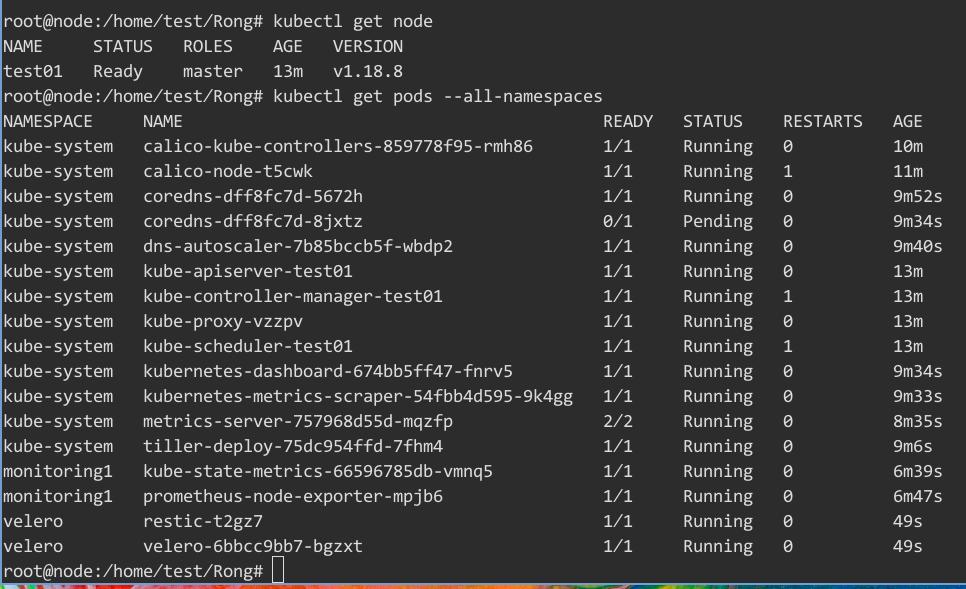 root@node:/home/test/Rong# kubectl get node
NAME     STATUS   ROLES    AGE   VERSION
test01   Ready    master   13m   v1.18.8
root@node:/home/test/Rong# kubectl get pods --all-namespaces
NAMESPACE     NAME                                          READY   STATUS    RESTARTS   AGE
kube-system   calico-kube-controllers-859778f95-rmh86       1/1     Running   0          10m
kube-system   calico-node-t5cwk                             1/1     Running   1          11m
kube-system   coredns-dff8fc7d-5672h                        1/1     Running   0          9m52s
kube-system   coredns-dff8fc7d-8jxtz                        0/1     Pending   0          9m34s
kube-system   dns-autoscaler-7b85bccb5f-wbdp2               1/1     Running   0          9m40s
kube-system   kube-apiserver-test01                         1/1     Running   0          13m
kube-system   kube-controller-manager-test01                1/1     Running   1          13m
kube-system   kube-proxy-vzzpv                              1/1     Running   0          13m
kube-system   kube-scheduler-test01                         1/1     Running   1          13m
kube-system   kubernetes-dashboard-674bb5ff47-fnrv5         1/1     Running   0          9m34s
kube-system   kubernetes-metrics-scraper-54fbb4d595-9k4gg   1/1     Running   0          9m33s
kube-system   metrics-server-757968d55d-mqzfp               2/2     Running   0          8m35s
kube-system   tiller-deploy-75dc954ffd-7fhm4                1/1     Running   0          9m6s
monitoring1   kube-state-metrics-66596785db-vmnq5           1/1     Running   0          6m39s
monitoring1   prometheus-node-exporter-mpjb6                1/1     Running   0          6m47s
velero        restic-t2gz7                                  1/1     Running   0          49s
velero        velero-6bbcc9bb7-bgzxt                        1/1     Running   0          49s
root@node:/home/test/Rong#